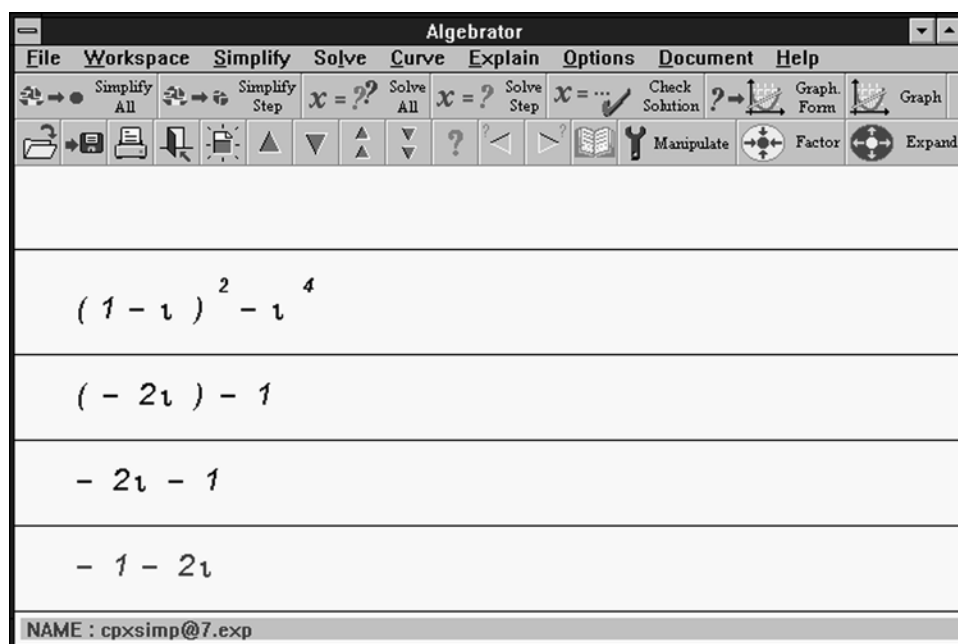 Algebrator
File Workspace Simplify Solve Curve Explain Options Document Help
Simplify All Simplify Step x = ?? Solve All x = ? Solve Step x = ... Check Solution ? Graph. Form Graph
? ? ? Manipulate Factor Expand
( 1 - ι )² - ι⁴
( - 2ι ) - 1
- 2ι - 1
- 1 - 2ι
NAME : cpxsimp@7.exp